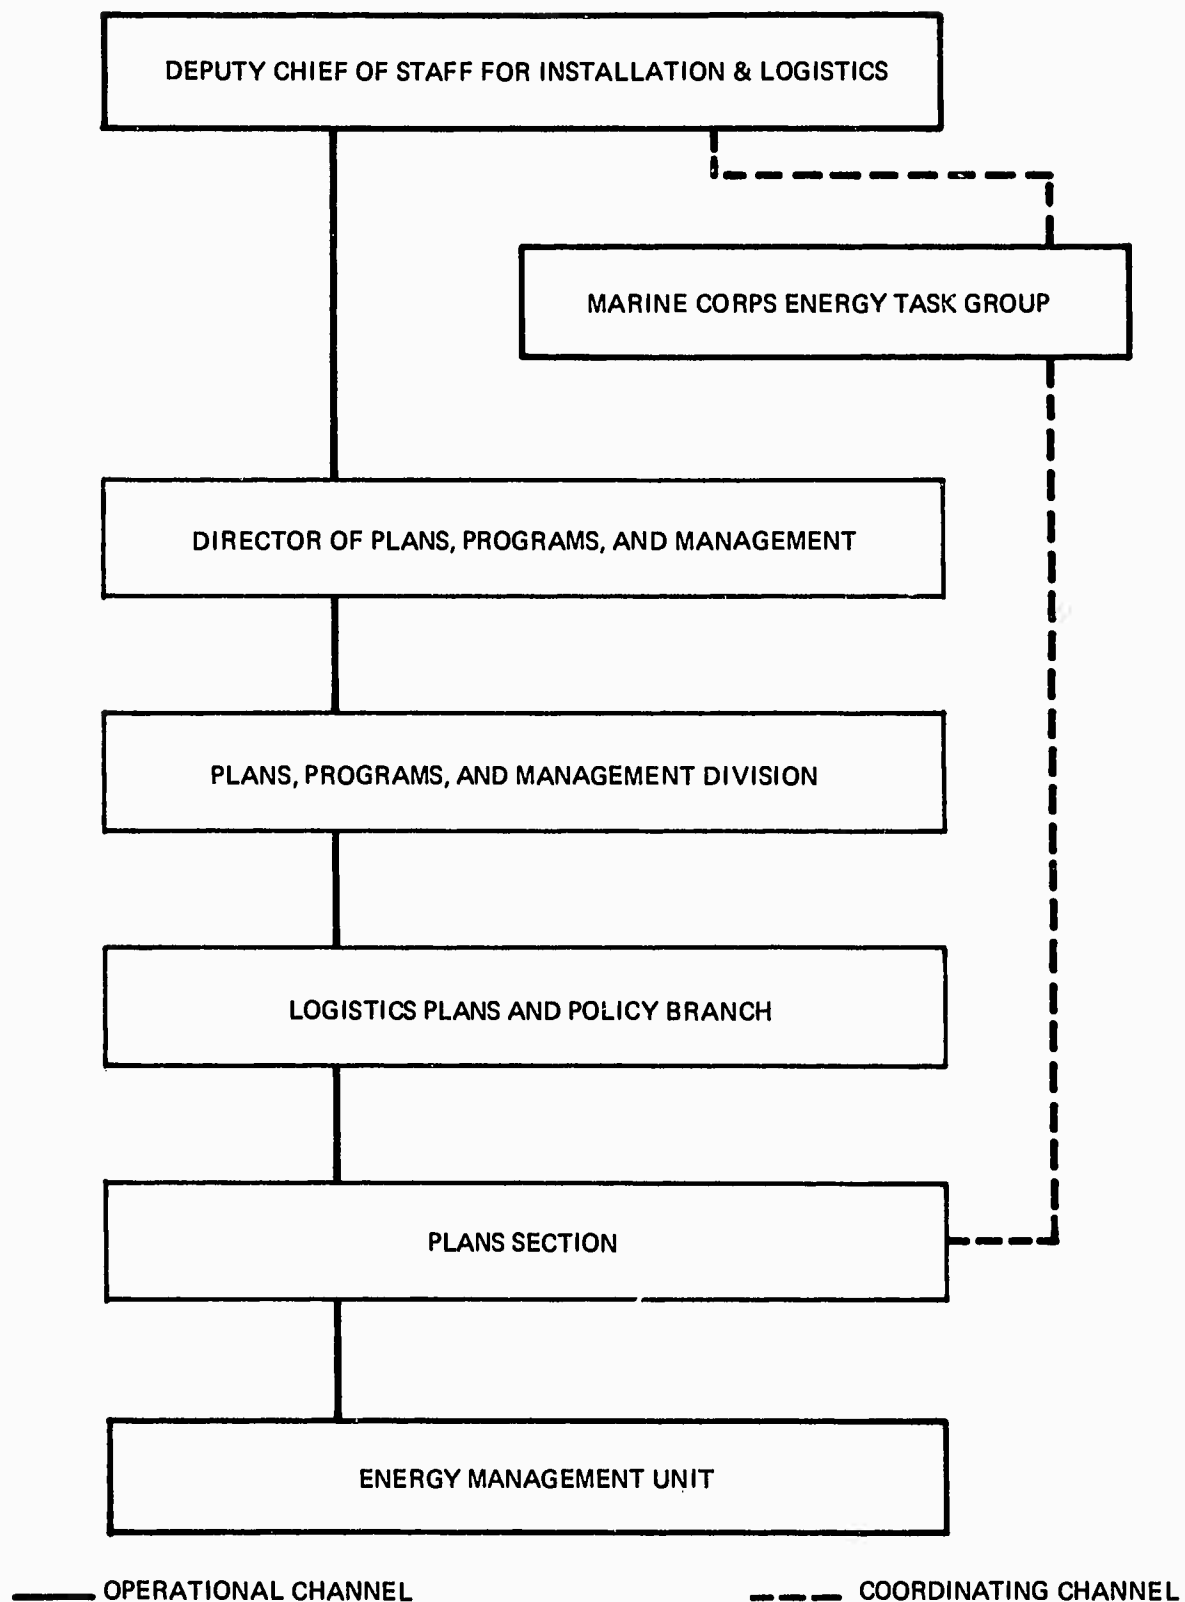 DEPUTY CHIEF OF STAFF FOR INSTALLATION & LOGISTICS
MARINE CORPS ENERGY TASK GROUP
DIRECTOR OF PLANS, PROGRAMS, AND MANAGEMENT
PLANS, PROGRAMS, AND MANAGEMENT DIVISION
LOGISTICS PLANS AND POLICY BRANCH
PLANS SECTION
ENERGY MANAGEMENT UNIT
OPERATIONAL CHANNEL
COORDINATING CHANNEL